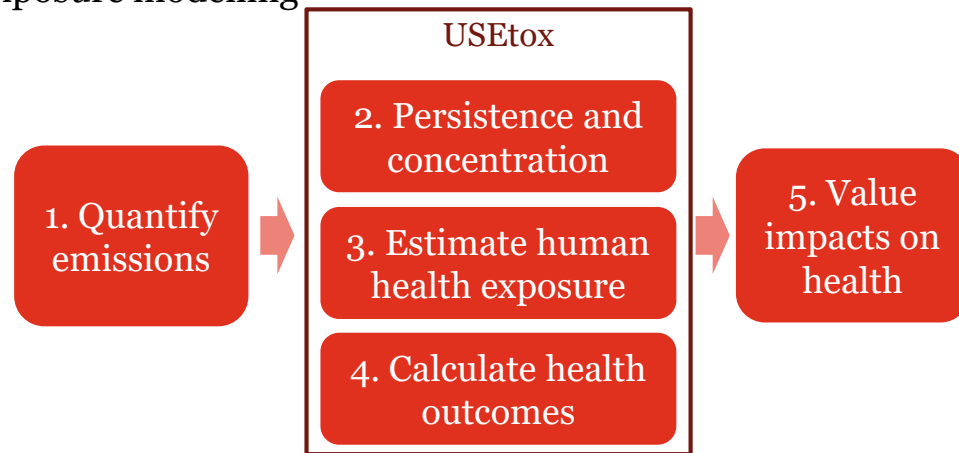 modelling
USEtox
2. Persistence and
concentration
1. Quantify
emissions
3. Estimate human
health exposure
5. Value
impacts on
health
4. Calculate health
outcomes